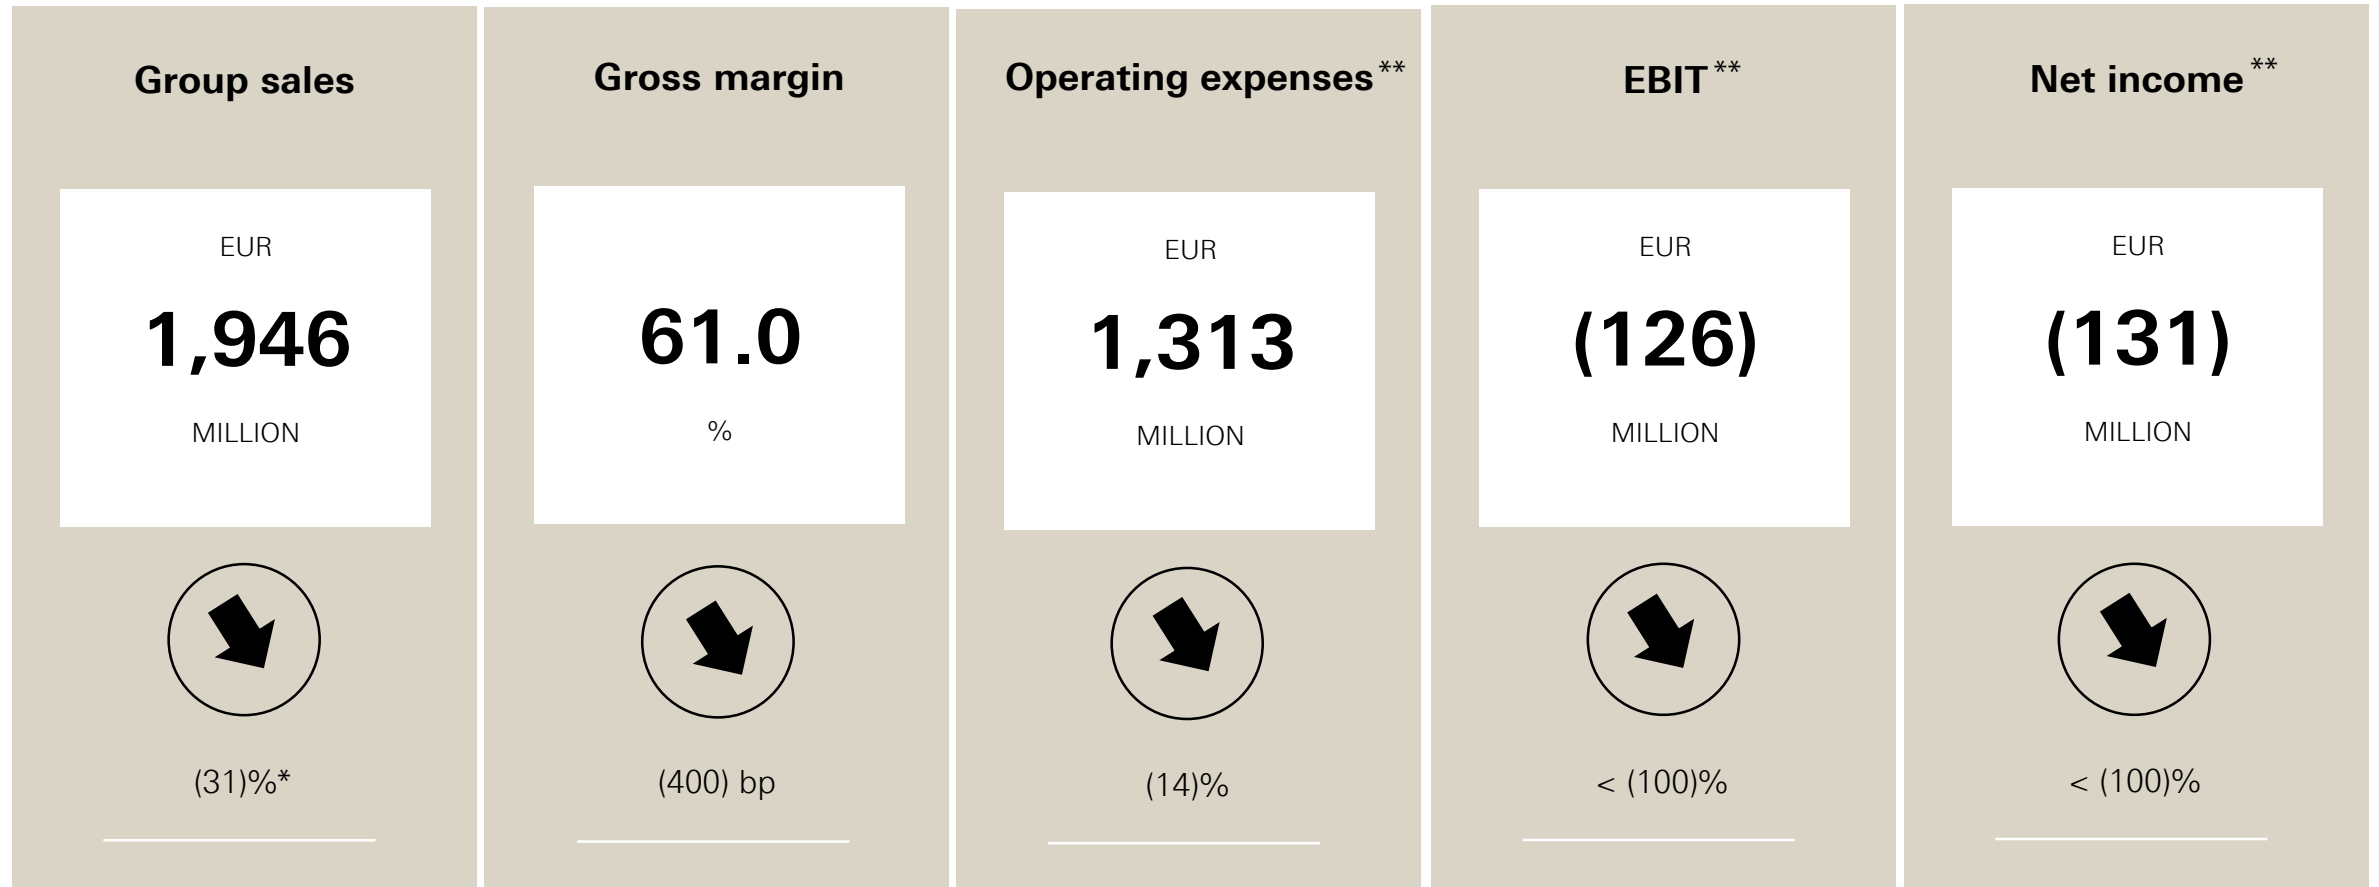 Group sales
EUR
1,946
MILLION
(31)%*
Gross margin
61.0
%
(400) bp
Operating expenses**
EUR
1,313
MILLION
(14)%
EBIT**
EUR
(126)
MILLION
< (100)%
Net income**
EUR
(131)
MILLION
< (100)%